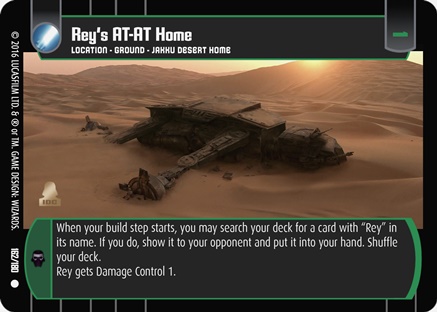 Rey's AT-AT Home
LOCATION - GROUND - JAKKU DESERT HOME
When your build step starts, you may search your deck for a card with “Rey” in
its name. If you do, show it to your opponent and put it into your hand. Shuffle
your deck.
Rey gets Damage Control 1.
© 2016 LUCASFILM LTD. & ® or TM. GAME DESIGN: WIZARDS.
IDC